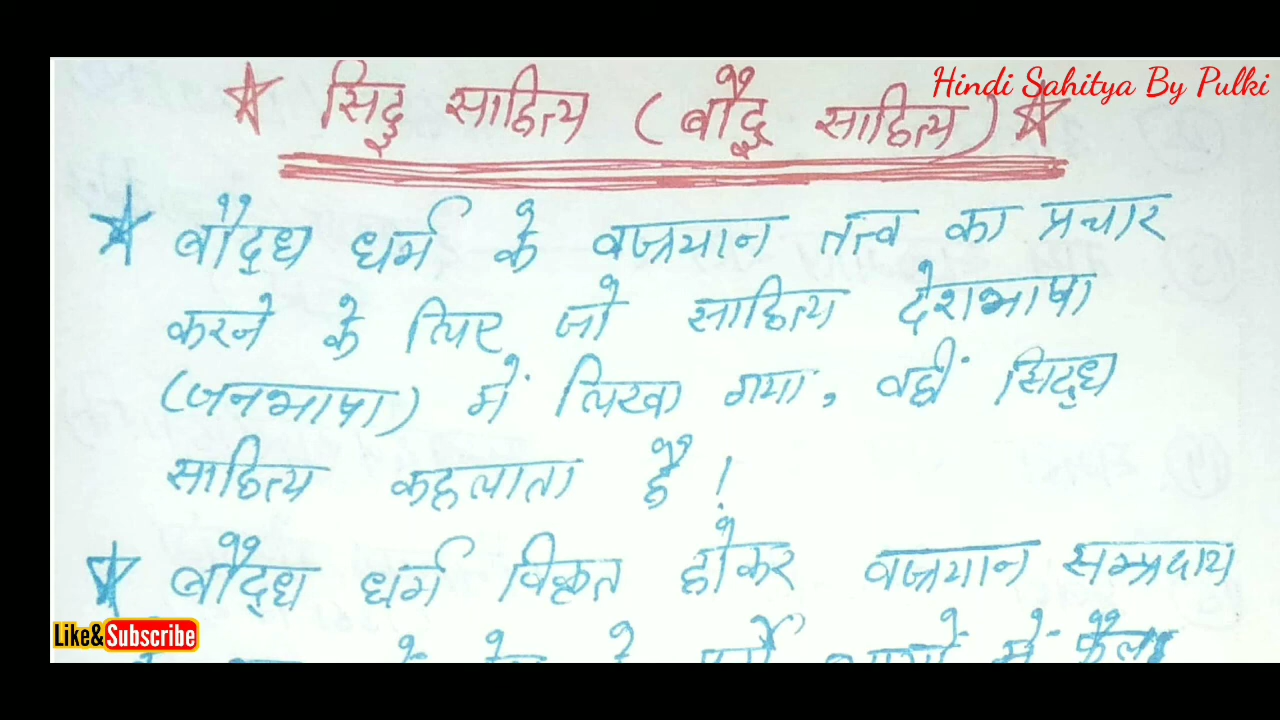 Hindi Sahitya By Pulki
★ सिद्ध साहित्य ( बौद्ध साहित्य ) ★
★ बौद्ध धर्म के वज्रयान तत्व का प्रचार
करने के लिए जो साहित्य देशभाषा
(जनभाषा) में लिखा गया, वहीं सिद्ध
साहित्य कहलाता है !
★ बौद्ध धर्म विकृत होकर वज्रयान सम्प्रदाय
Like&Subscribe